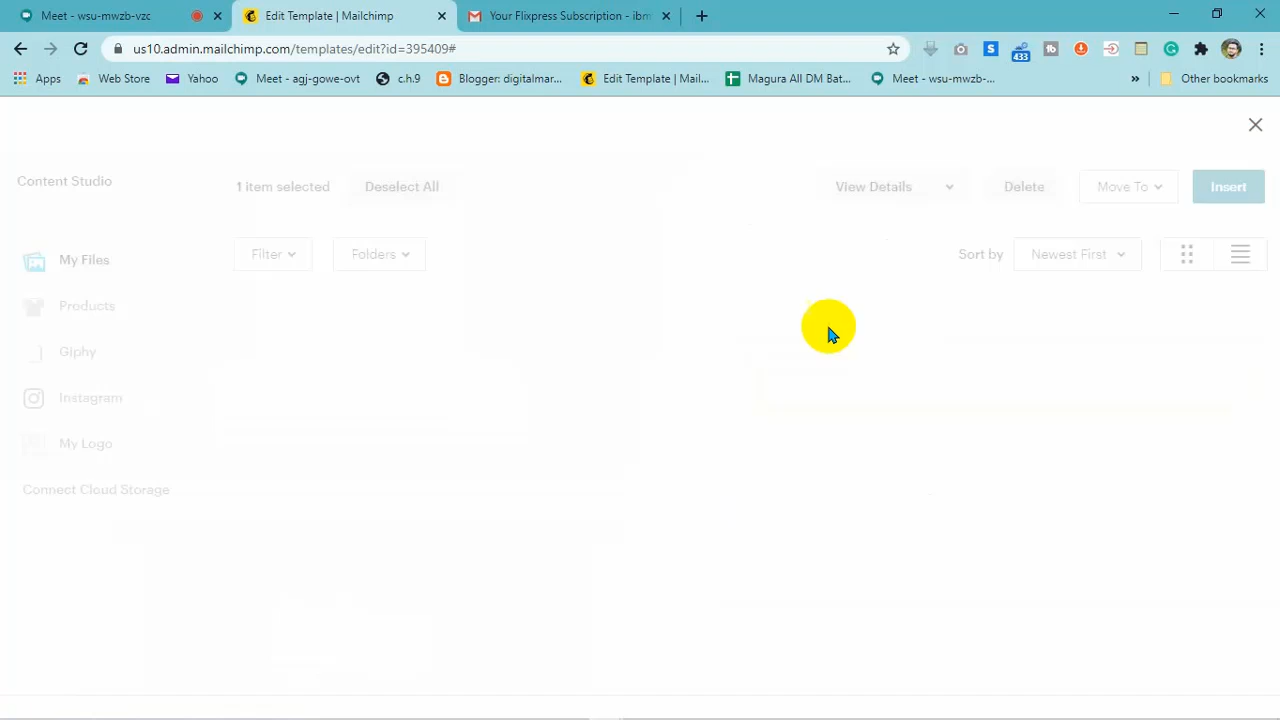 Meet - wsu-mwzb-vzc
Edit Template | Mailchimp
Your Flixpress Subscription - ibm
us10.admin.mailchimp.com/templates/edit?id=395409#
433
Apps
Web Store
Yahoo
Meet - agj-gowe-ovt
c.h.9
Blogger: digitalmar...
Edit Template | Mail...
Magura All DM Bat...
Meet - wsu-mwzb-...
»
Other bookmarks
Content Studio
1 item selected
Deselect All
View Details
Delete
Move To
Insert
Filter
Folders
Sort by
Newest First
My Files
Products
Giphy
Instagram
My Logo
Connect Cloud Storage